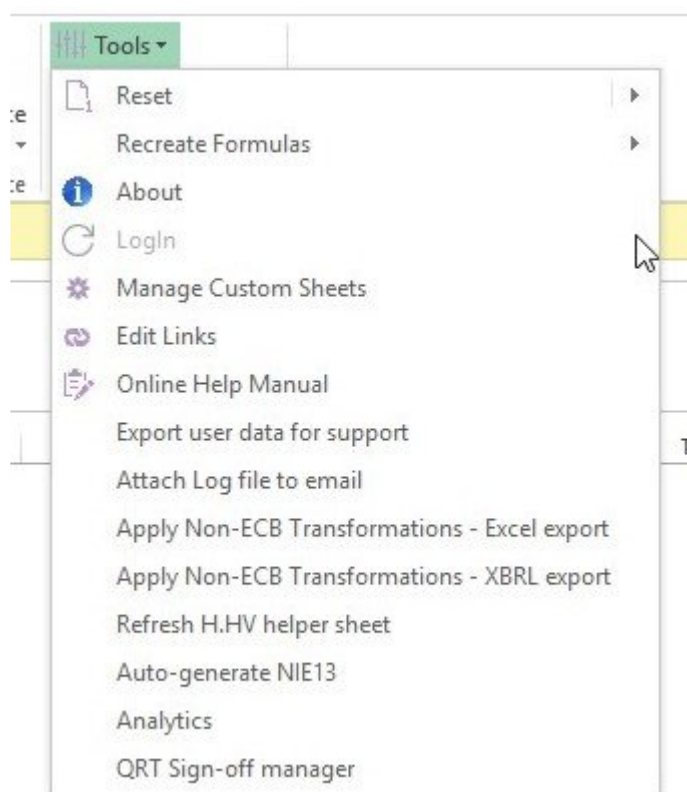 Tools
Reset
Recreate Formulas
About
LogIn
Manage Custom Sheets
Edit Links
Online Help Manual
Export user data for support
Attach Log file to email
Apply Non-ECB Transformations - Excel export
Apply Non-ECB Transformations - XBRL export
Refresh H.HV helper sheet
Auto-generate NIE13
Analytics
QRT Sign-off manager